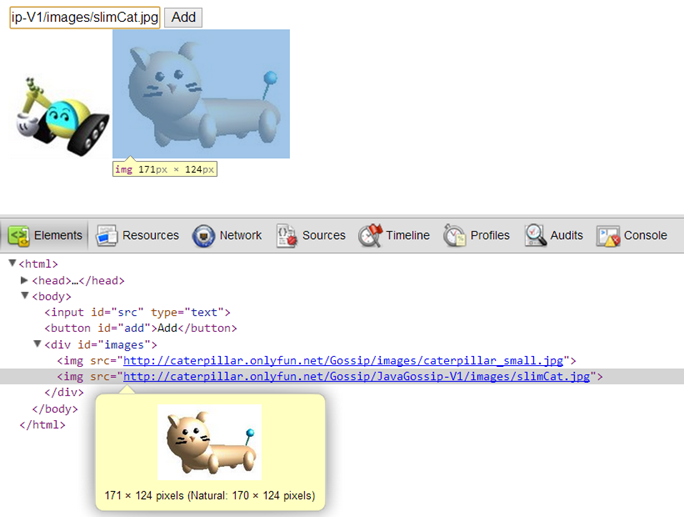 ip-V1/images/slimCat.jpg Add
img 171px × 124px
Elements Resources Network Sources Timeline Profiles Audits Console
▼<html>
▶<head>…</head>
▼<body>
<input id="src" type="text">
<button id="add">Add</button>
▼<div id="images">
<img src="http://caterpillar.onlyfun.net/Gossip/images/caterpillar_small.jpg">
<img src="http://caterpillar.onlyfun.net/Gossip/JavaGossip-V1/images/slimCat.jpg">
</div>
</body>
</html>
171 × 124 pixels (Natural: 170 × 124 pixels)